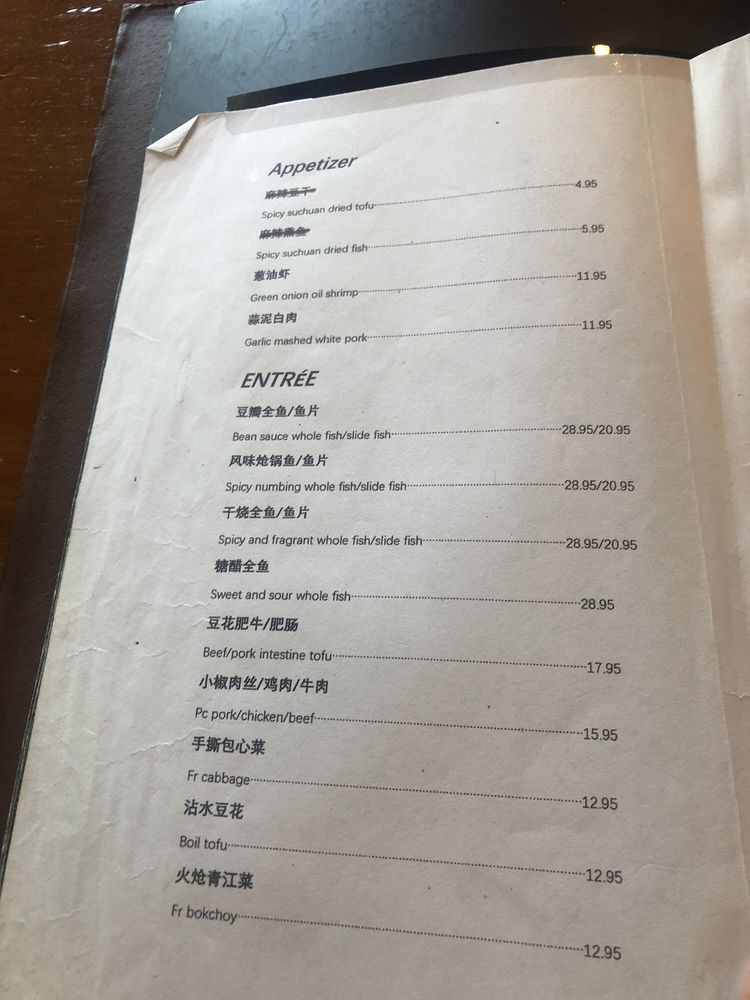 Appetizer
麻辣豆干
Spicy suchuan dried tofu 4.95
麻辣熏鱼
Spicy suchuan dried fish 5.95
葱油虾
Green onion oil shrimp 11.95
蒜泥白肉
Garlic mashed white pork 11.95
ENTRÉE
豆瓣全鱼/鱼片
Bean sauce whole fish/slide fish 28.95/20.95
风味炝锅鱼/鱼片
Spicy numbing whole fish/slide fish 28.95/20.95
干烧全鱼/鱼片
Spicy and fragrant whole fish/slide fish 28.95/20.95
糖醋全鱼
Sweet and sour whole fish 28.95
豆花肥牛/肥肠
Beef/pork intestine tofu 17.95
小椒肉丝/鸡肉/牛肉
Pc pork/chicken/beef 15.95
手撕包心菜
Fr cabbage 12.95
沾水豆花
Boil tofu 12.95
火炝青江菜
Fr bokchoy 12.95